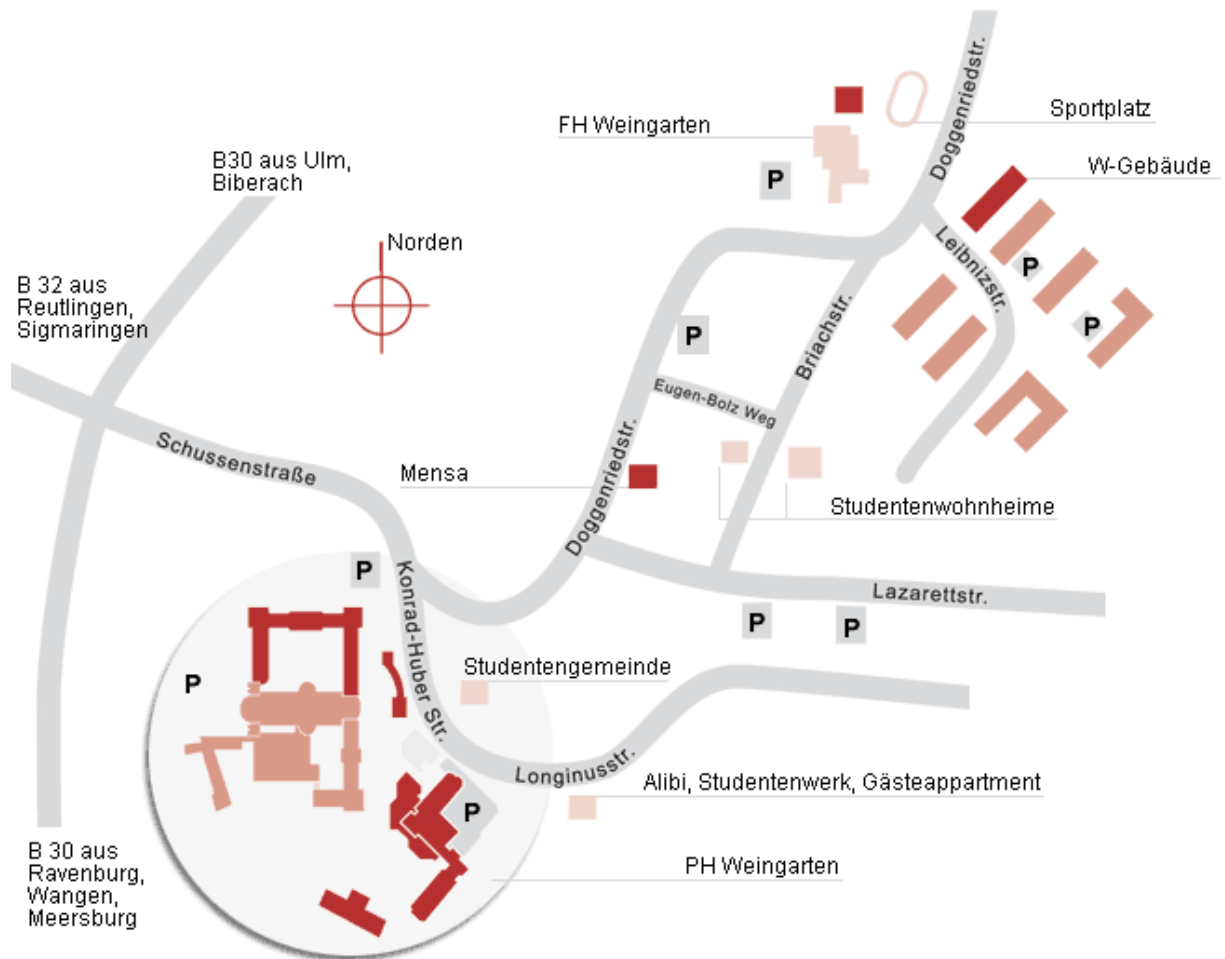 Doggenriedstr.
Sportplatz
FH Weingarten
B30 aus Ulm,
Biberach
P
W-Gebäude
Norden
Leibnizstr.
P
B 32 aus
Reutlingen,
Sigmaringen
P
P
Briachstr.
Eugen-Bolz Weg
Schussenstraße
Mensa
Doggenriedstr.
Studentenwohnheime
P
Konrad-Huber Str.
Lazarettstr.
P
P
Studentengemeinde
P
Longinusstr.
Alibi, Studentenwerk, Gästeappartment
P
B 30 aus
Ravenburg,
Wangen,
Meersburg
PH Weingarten